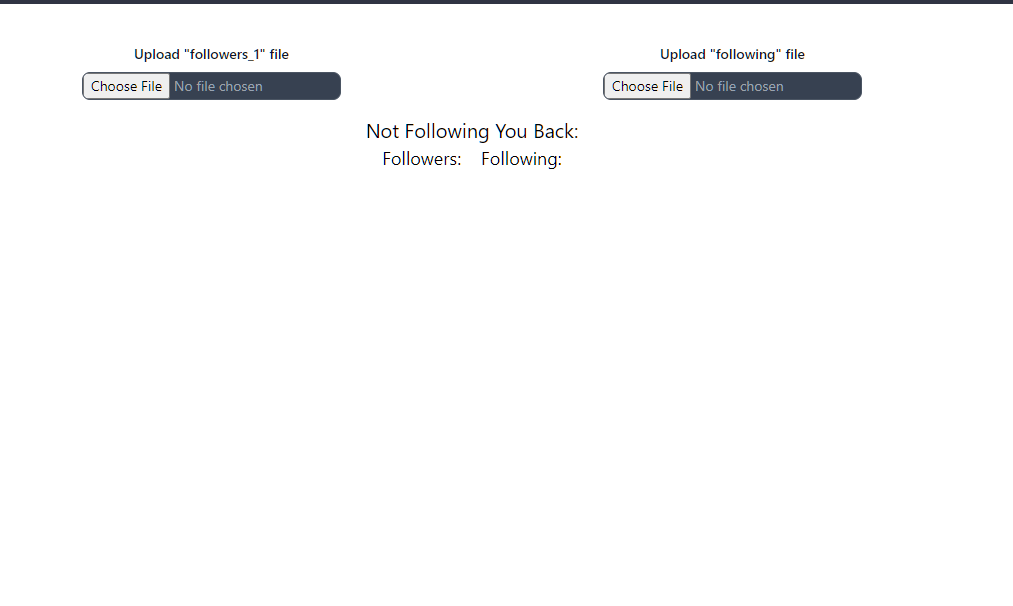 Upload "followers_1" file
Upload "following" file
Choose File No file chosen
Choose File No file chosen
Not Following You Back:
Followers: Following: